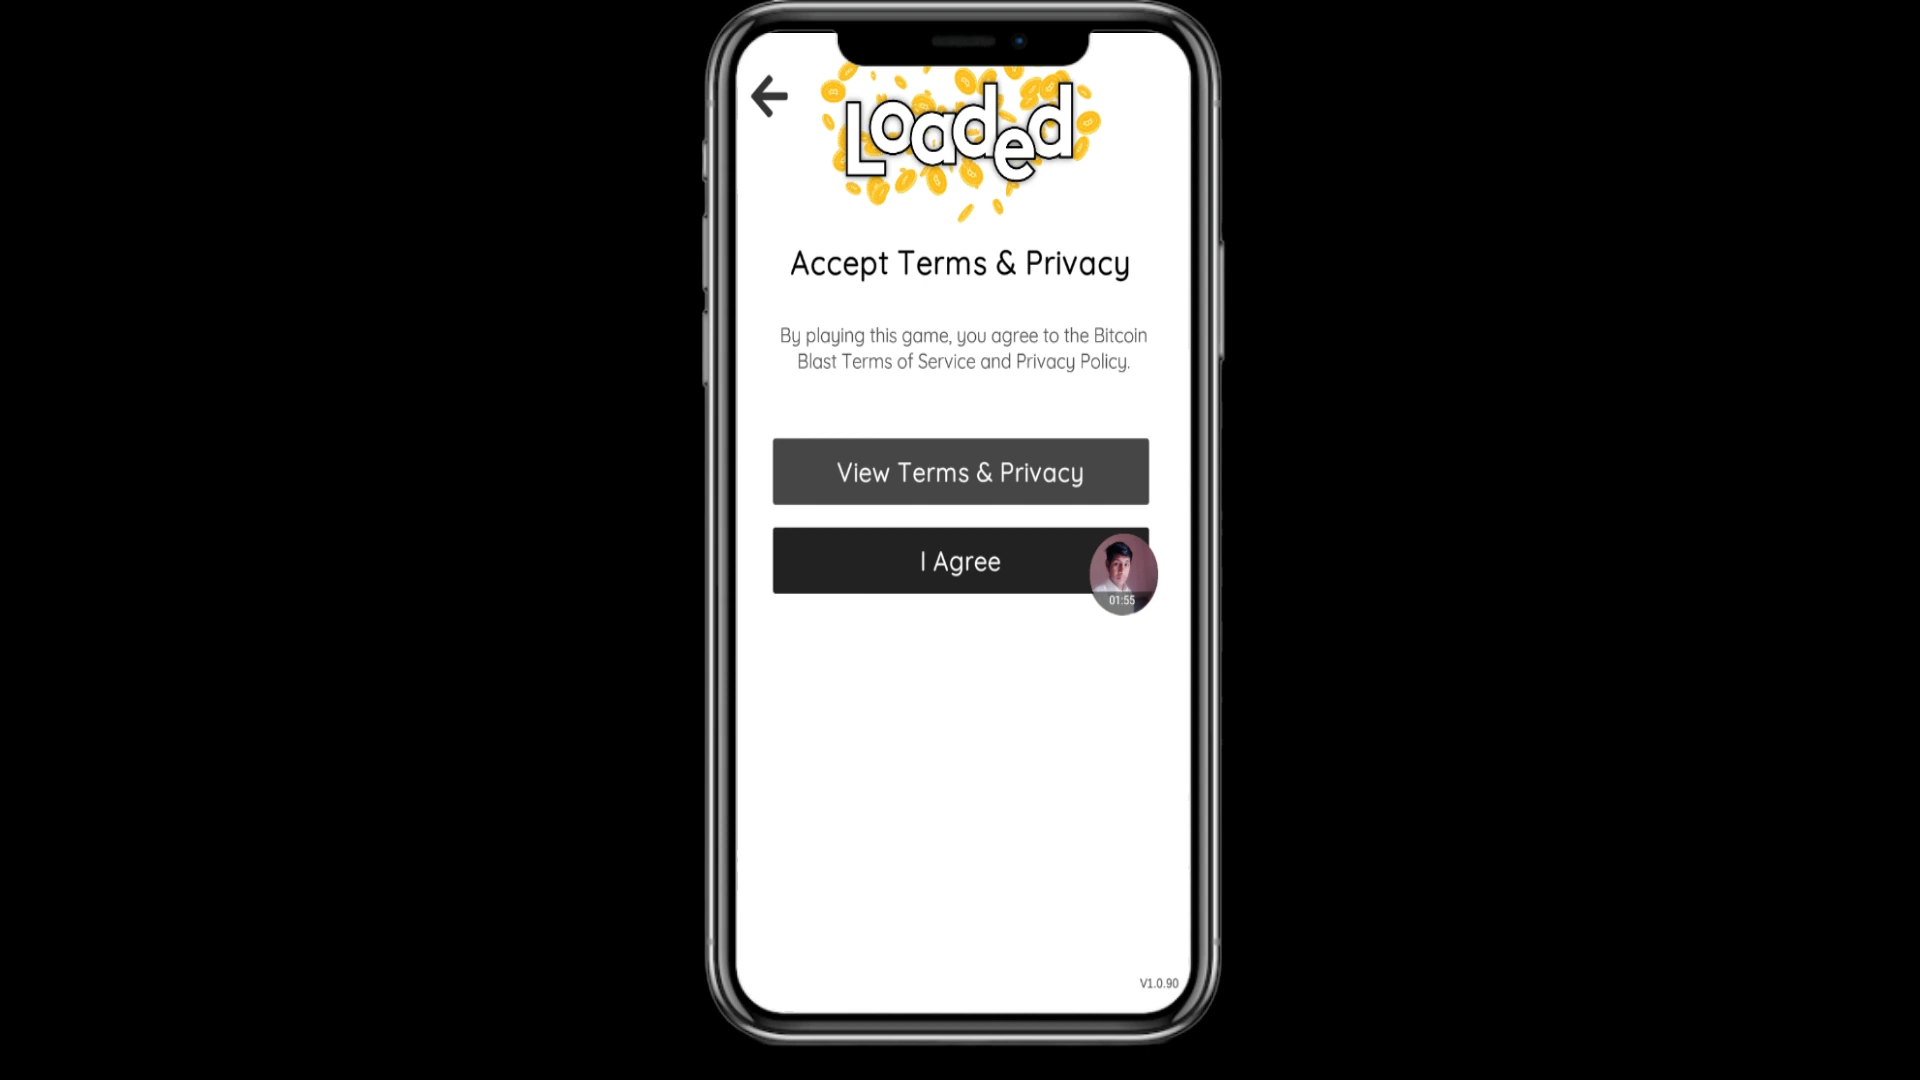 Loaded
Accept Terms & Privacy
By playing this game, you agree to the Bitcoin
Blast Terms of Service and Privacy Policy.
View Terms & Privacy
I Agree
01:55
V1.0.90